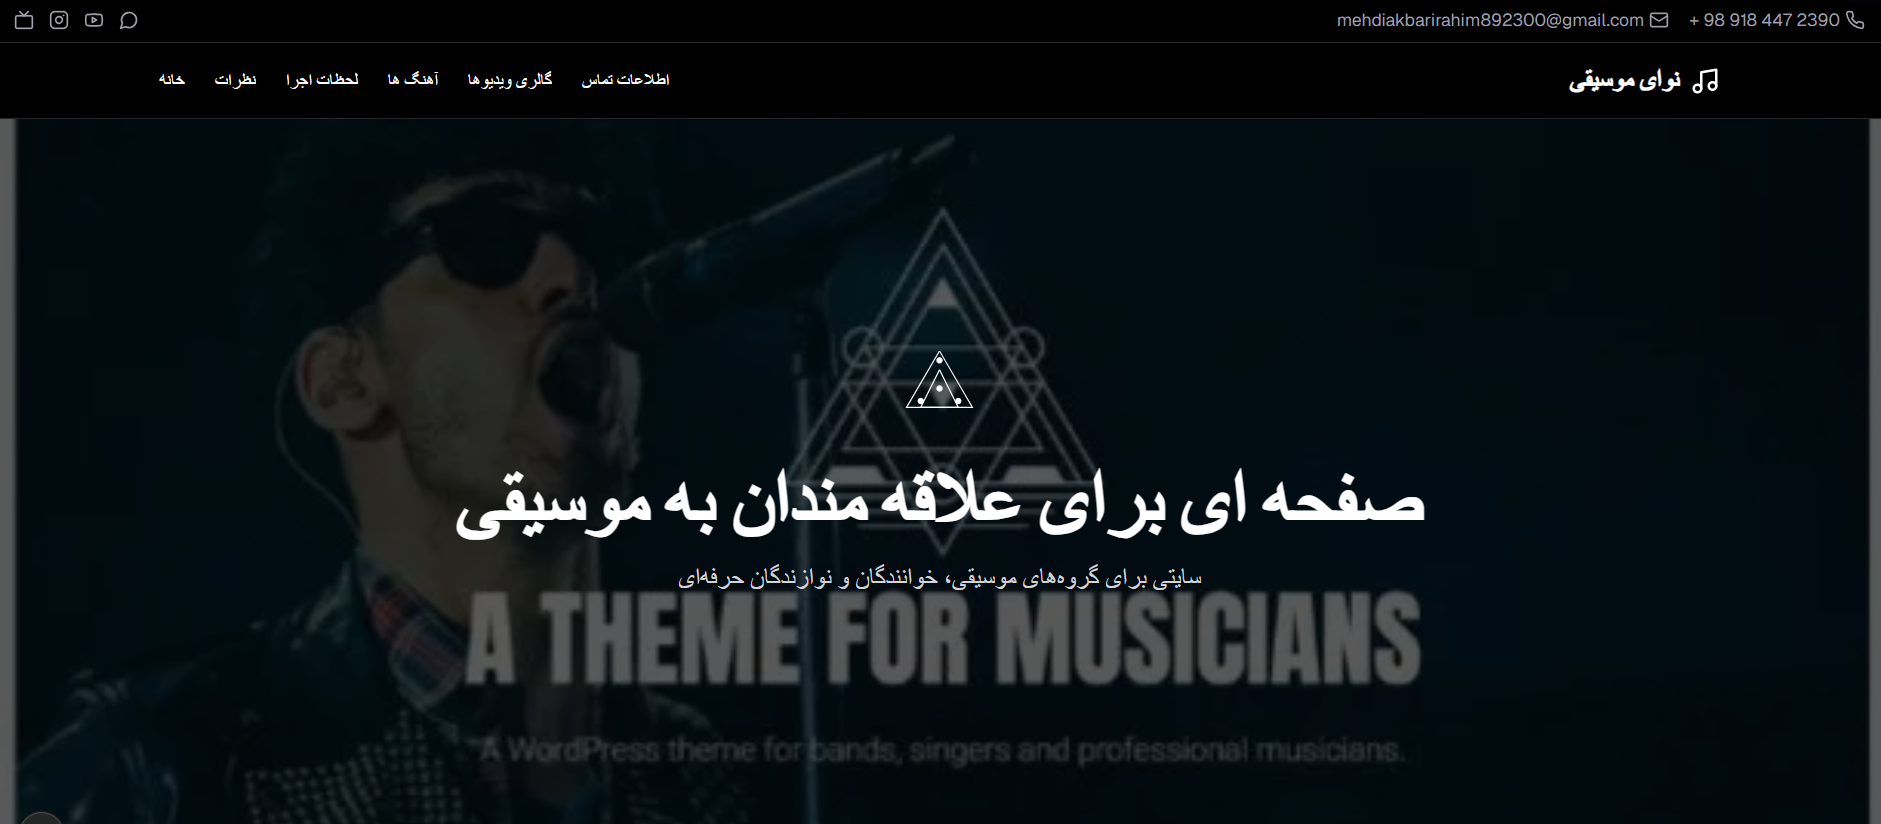 + 98 918 447 2390
mehdiakbarirahim892300@gmail.com
نوای موسیقی
اطلاعات تماس
گالری ویدیوها
آهنگ ها
لحظات اجرا
نظرات
خانه
صفحه ای برای علاقه مندان به موسیقی
سایتی برای گروه‌های موسیقی، خوانندگان و نوازندگان حرفه‌ای
A THEME FOR MUSICIANS
A WordPress theme for bands, singers and professional musicians.